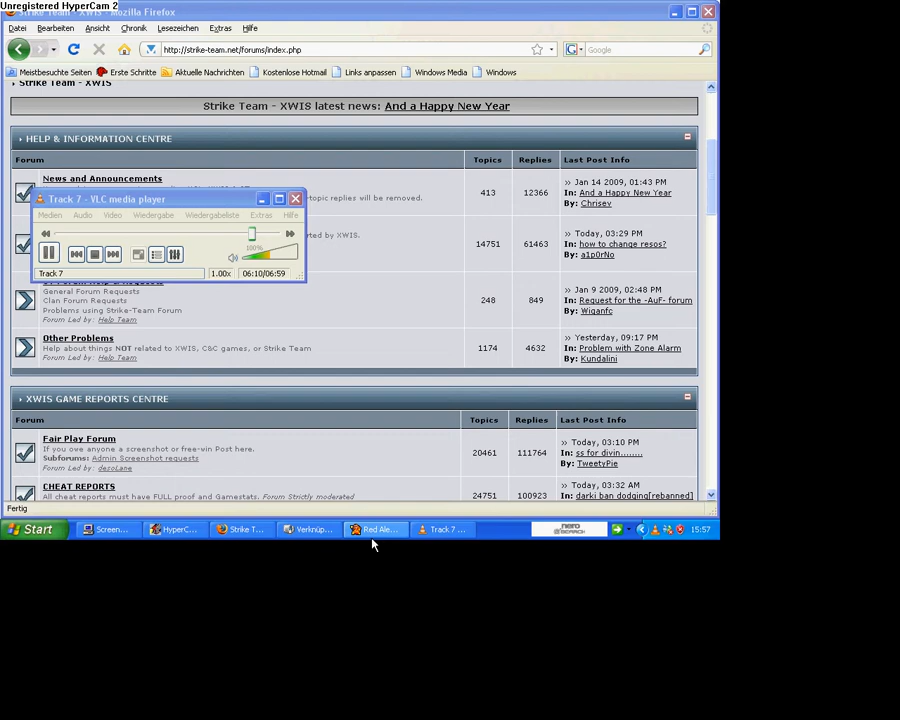 Unregistered HyperCam 2
Strike Team - XWIS - Mozilla Firefox
Datei Bearbeiten Ansicht Chronik Lesezeichen Extras Hilfe
http://strike-team.net/forums/index.php
Google
Meistbesuchte Seiten Erste Schritte Aktuelle Nachrichten Kostenlose Hotmail Links anpassen Windows Media Windows
Strike Team - XWIS
Strike Team - XWIS latest news: And a Happy New Year
HELP & INFORMATION CENTRE
Forum Topics Replies Last Post Info
News and Announcements
topic replies will be removed.
413 12366
Jan 14 2009, 01:43 PM
In: And a Happy New Year
By: Chrisev
Track 7 - VLC media player
Medien Audio Video Wiedergabe Wiedergabeliste Extras Hilfe
100%
Track 7 1.00x 06:10/06:59
rted by XWIS.
14751 61463
Today, 03:29 PM
In: how to change resos?
By: a1p0rNo
General Forum Requests
Clan Forum Requests
Problems using Strike-Team Forum
Forum Led by: Help Team
248 849
Jan 9 2009, 02:48 PM
In: Request for the -AuF- forum
By: Wiqanfc
Other Problems
Help about things NOT related to XWIS, C&C games, or Strike Team
Forum Led by: Help Team
1174 4632
Yesterday, 09:17 PM
In: Problem with Zone Alarm
By: Kundalini
XWIS GAME REPORTS CENTRE
Forum Topics Replies Last Post Info
Fair Play Forum
If you owe anyone a screenshot or free-win Post here.
Subforums: Admin Screenshot requests
Forum Led by: dezoLane
20461 111764
Today, 03:10 PM
In: ss for divin........
By: TweetyPie
CHEAT REPORTS
All cheat reports must have FULL proof and Gamestats. Forum Strictly moderated
24751 100923
Today, 03:32 AM
In: darki ban dodging[rebanned]
Fertig
Start Screen... HyperC... Strike T... Verknüp... Red Ale... Track 7 ... nero SEARCH 15:57